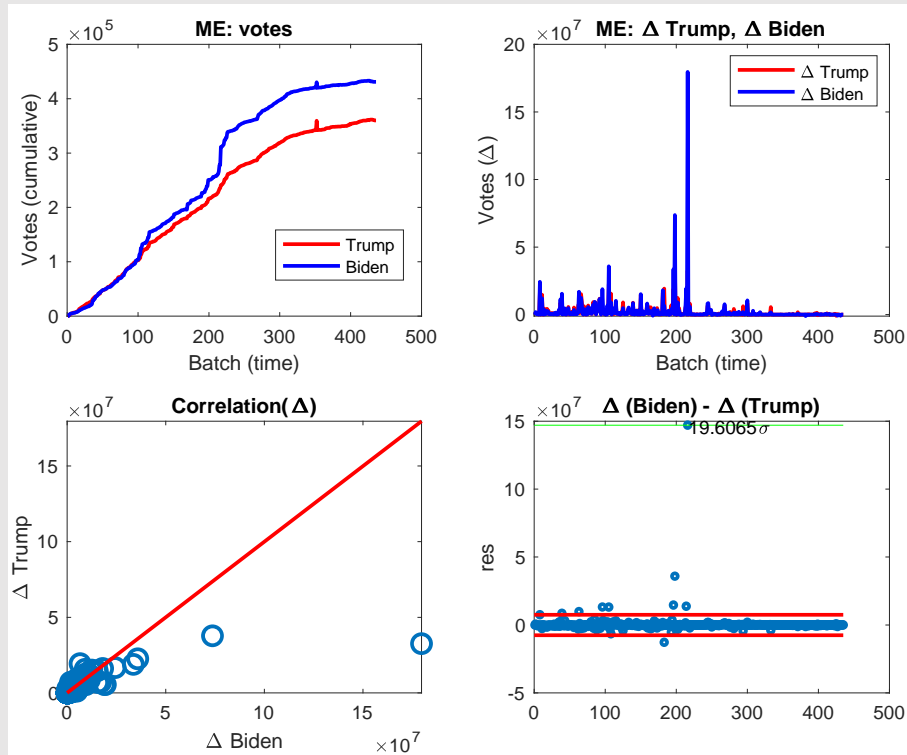 ME: votes
×10^5
5
4
3
2
1
0
Votes (cumulative)
Trump
Biden
0 100 200 300 400 500
Batch (time)
ME: Δ Trump, Δ Biden
×10^7
20
15
10
5
0
Votes (Δ)
Δ Trump
Δ Biden
0 100 200 300 400 500
Batch (time)
Correlation(Δ)
×10^7
15
10
5
0
Δ Trump
0 5 10 15
Δ Biden
×10^7
Δ (Biden) - Δ (Trump)
×10^7
15
10
5
0
-5
res
19.6065σ
0 100 200 300 400 500